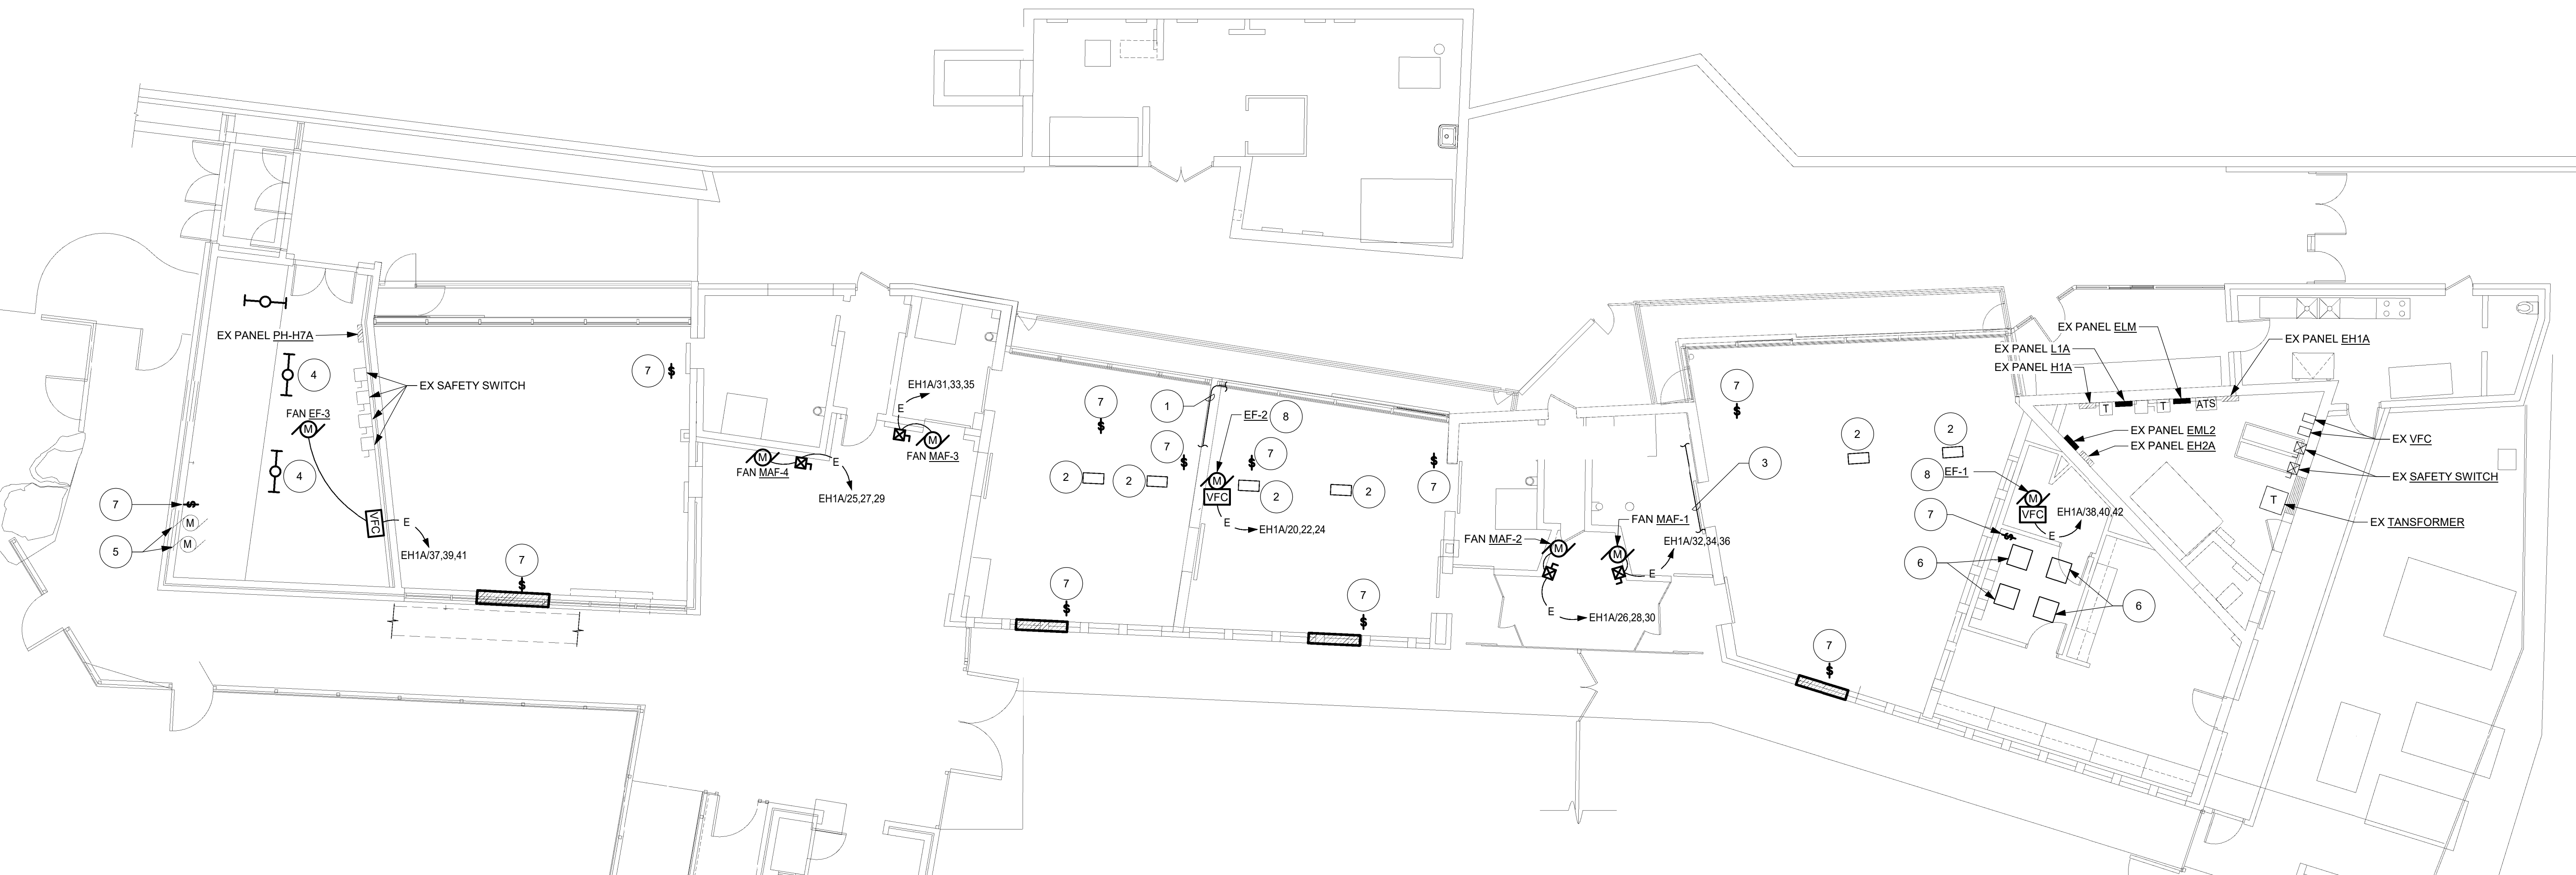 EX PANEL PH-H7A
4
EX SAFETY SWITCH
FAN EF-3
M
4
7
M
M
5
VFC
E
EH1A/37,39,41
7
7
EH1A/31,33,35
E
M
FAN MAF-3
M
FAN MAF-4
E
EH1A/25,27,29
7
1
EF-2
8
7
7
2
2
M
VFC
2
2
7
E
EH1A/20,22,24
7
7
3
FAN MAF-1
FAN MAF-2
M
M
EH1A/32,34,36
E
E
EH1A/26,28,30
7
2
2
7
EX PANEL ELM
EX PANEL L1A
EX PANEL H1A
EX PANEL EH1A
T
T
ATS
EX PANEL EML2
EX PANEL EH2A
EX VFC
EX SAFETY SWITCH
T
EX TANSFORMER
8
EF-1
M
VFC
EH1A/38,40,42
E
7
6
6